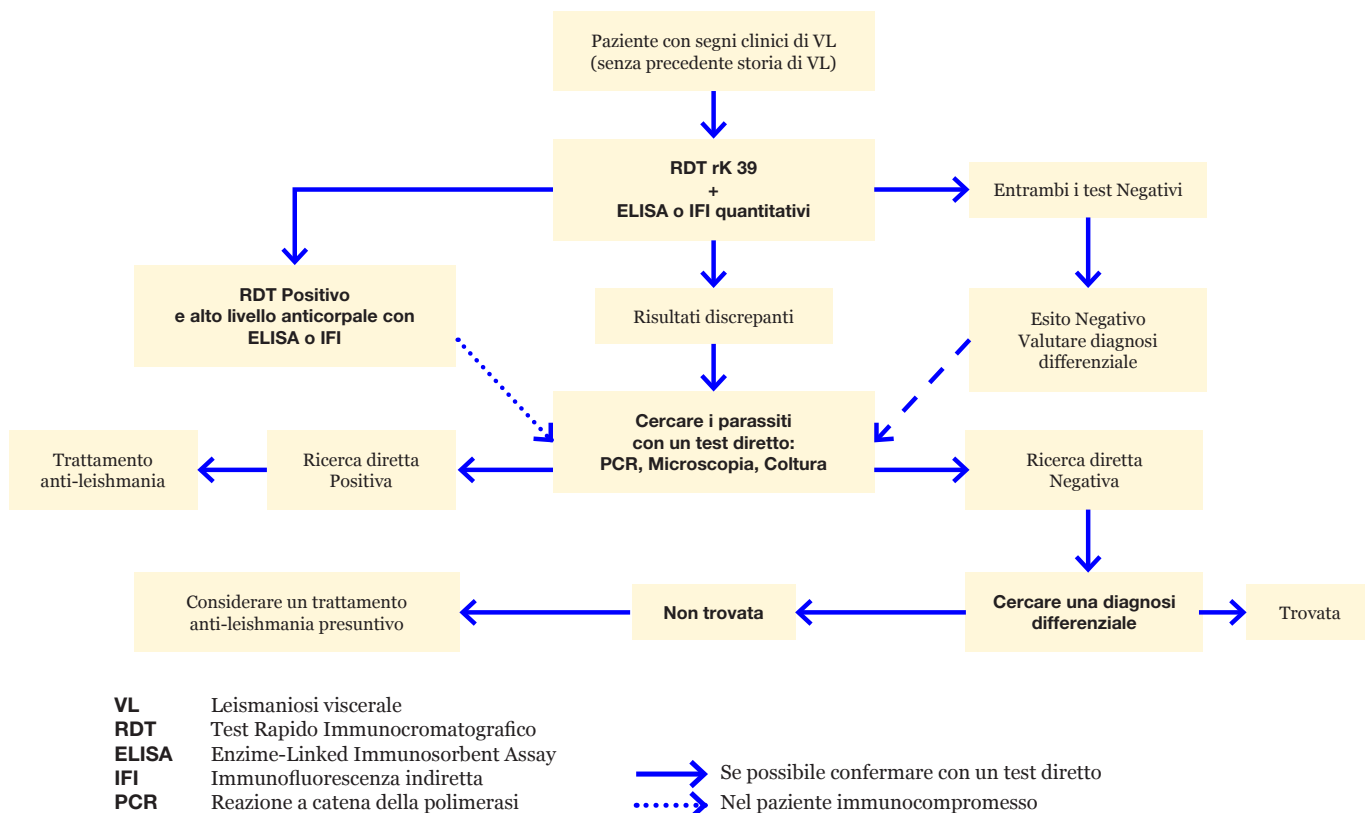 Paziente con segni clinici di VL
(senza precedente storia di VL)
RDT rK 39
+
ELISA o IFI quantitativi
Entrambi i test Negativi
RDT Positivo
e alto livello anticorpale con
ELISA o IFI
Risultati discrepanti
Esito Negativo
Valutare diagnosi
differenziale
Cercare i parassiti
con un test diretto:
PCR, Microscopia, Coltura
Trattamento
anti-leishmania
Ricerca diretta
Positiva
Ricerca diretta
Negativa
Considerare un trattamento
anti-leishmania presuntivo
Non trovata
Cercare una diagnosi
differenziale
Trovata
VL Leismaniosi viscerale
RDT Test Rapido Immunocromatografico
ELISA Enzime-Linked Immunosorbent Assay
IFI Immunofluorescenza indiretta
PCR Reazione a catena della polimerasi
Se possibile confermare con un test diretto
Nel paziente immunocompromesso